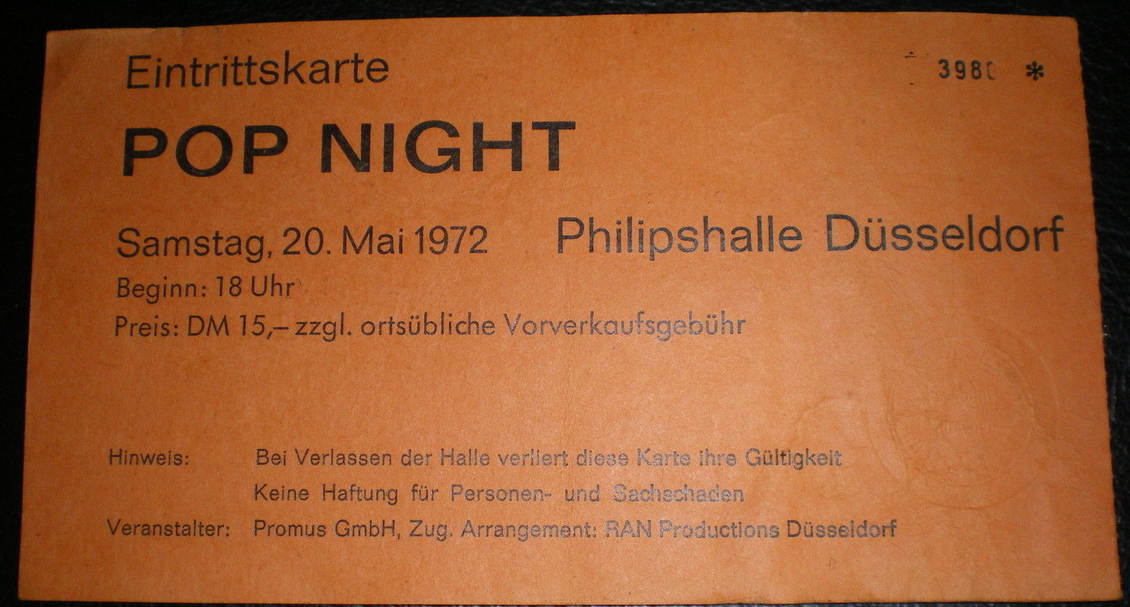 Eintrittskarte
398 *
POP NIGHT
Samstag, 20. Mai 1972 Philipshalle Düsseldorf
Beginn: 18 Uhr
Preis: DM 15,– zzgl. ortsübliche Vorverkaufsgebühr
Hinweis: Bei Verlassen der Halle verliert diese Karte ihre Gültigkeit
Keine Haftung für Personen- und Sachschaden
Veranstalter: Promus GmbH, Zug. Arrangement: RAN Productions Düsseldorf